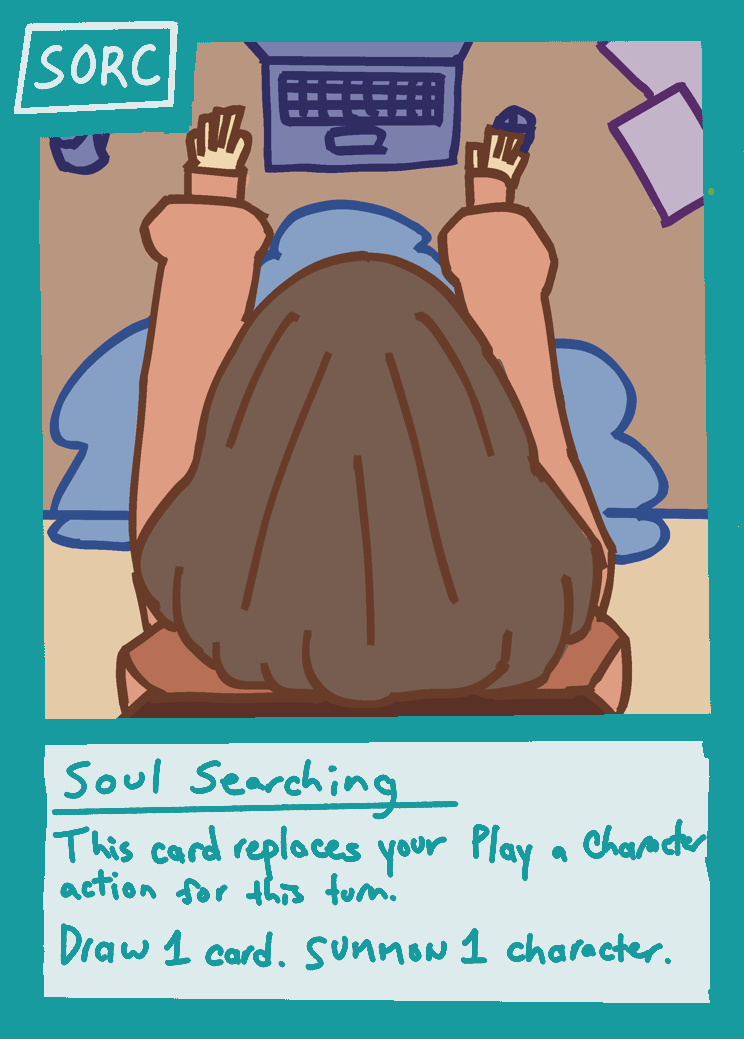 SORC
Soul Searching
This card replaces your Play a Character
action for this turn.
Draw 1 card. Summon 1 character.